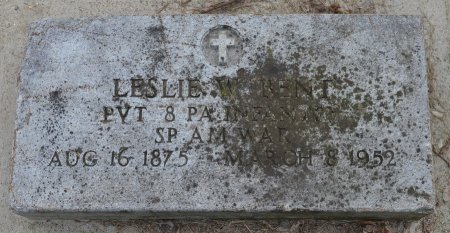 LESLIE W BENT
PVT 8 PA INFANTRY
SP AM WAR
AUG 16 1875 MARCH 8 1952